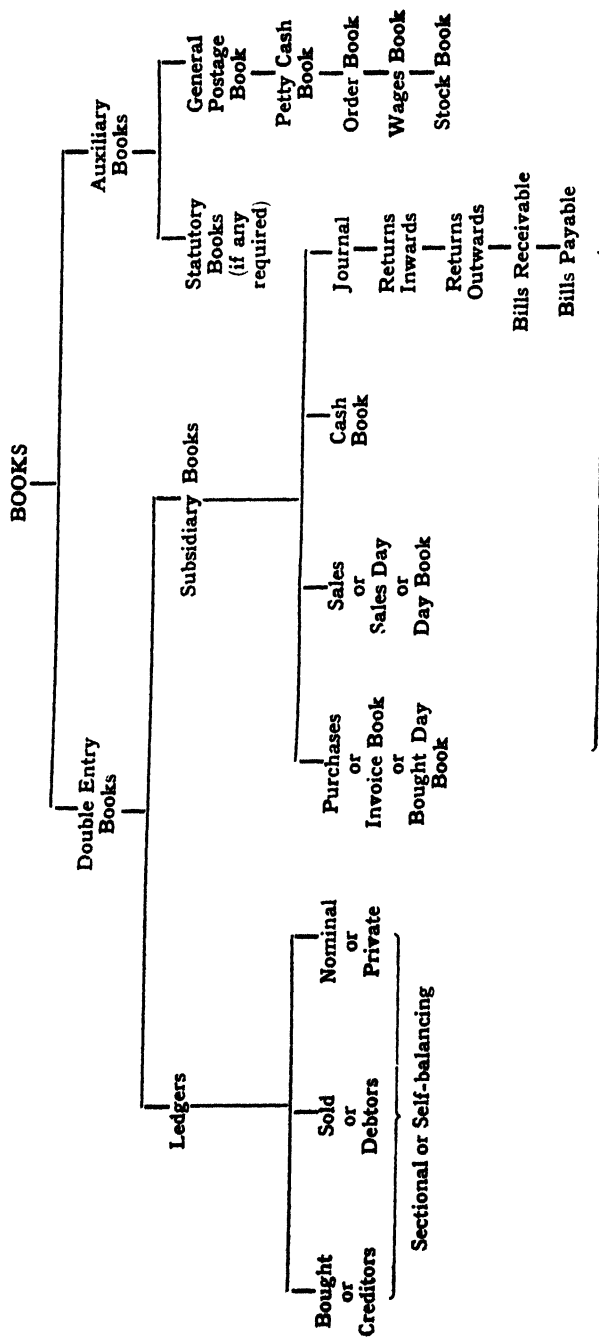 BOOKS
Double Entry
Books
Auxiliary
Books
Ledgers
Subsidiary Books
Statutory
Books
(if any
required)
General
Postage
Book
Petty Cash
Book
Order Book
Wages Book
Stock Book
Bought
or
Creditors
Sold
or
Debtors
Nominal
or
Private
Sectional or Self-balancing
Purchases
or
Invoice Book
or
Bought Day
Book
Sales
or
Sales Day
or
Day Book
Cash
Book
Journal
Returns
Inwards
Returns
Outwards
Bills Receivable
Bills Payable